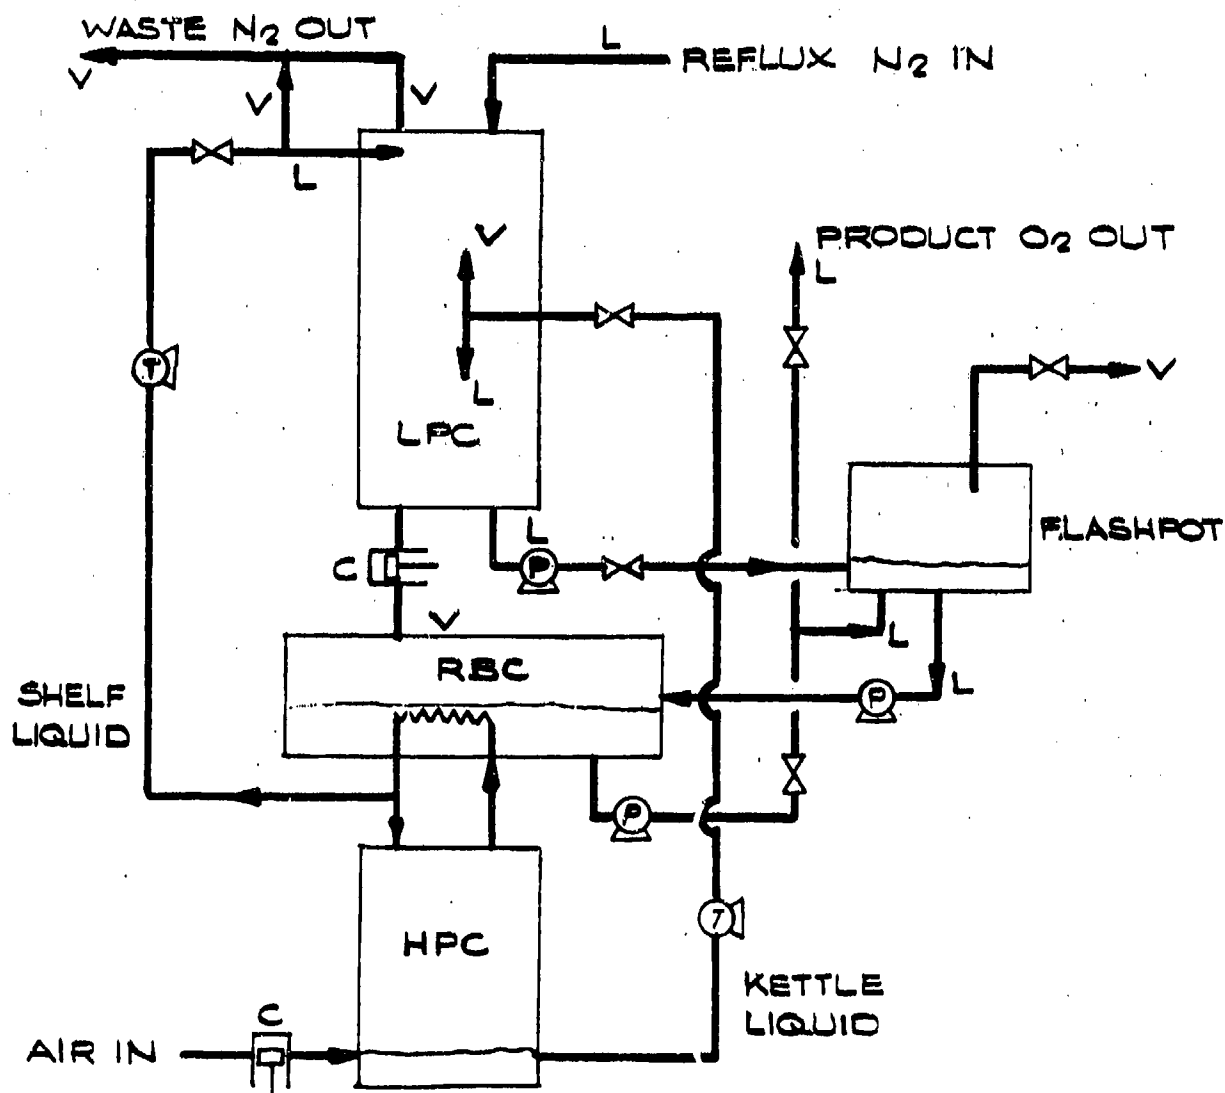 WASTE N2 OUT
L
REFLUX N2 IN
V
V
V
L
V
PRODUCT O2 OUT
L
T
V
L
LPC
FLASHPOT
L
C
P
V
L
RBC
L
SHELF
LIQUID
P
P
T
HPC
KETTLE
LIQUID
C
AIR IN